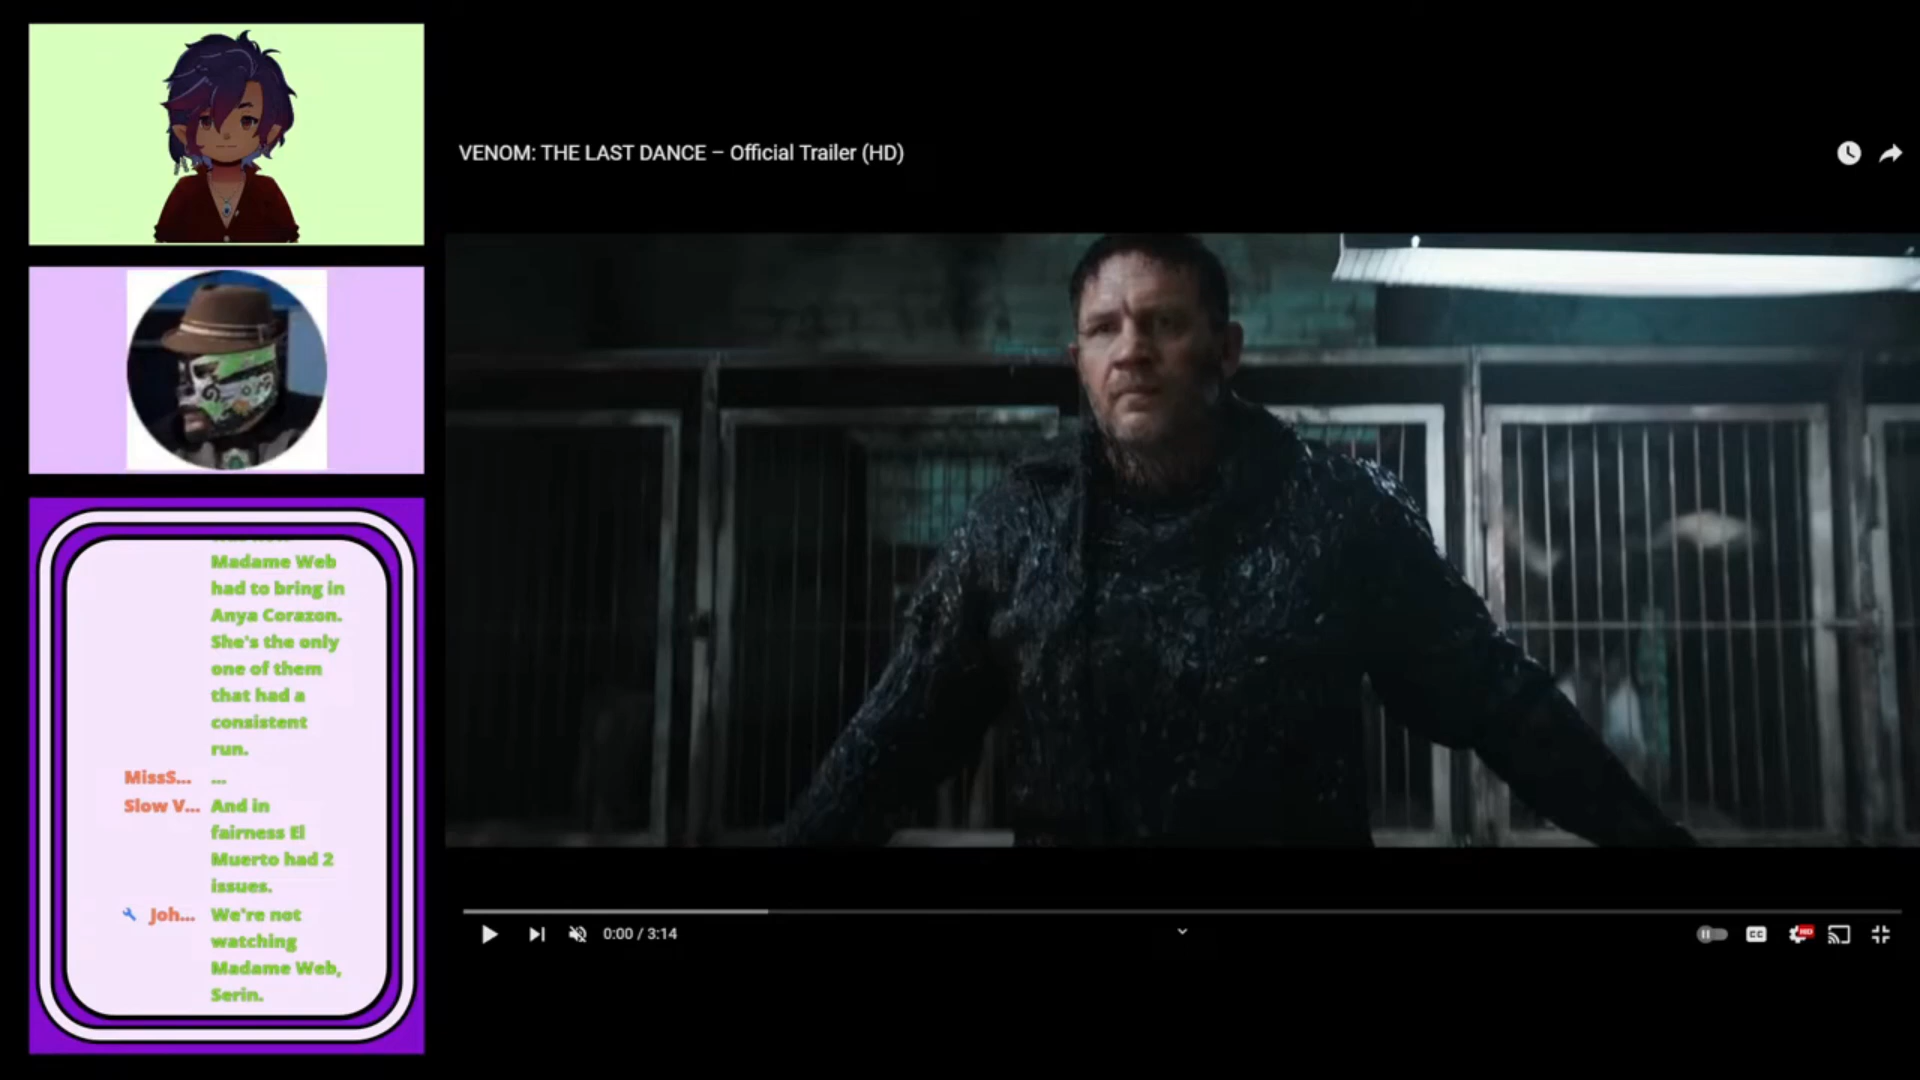 VENOM: THE LAST DANCE – Official Trailer (HD)
Madame Web
had to bring in
Anya Corazon.
She's the only
one of them
that had a
consistent
run.
MissS... ...
Slow V... And in
fairness El
Muerto had 2
issues.
Joh... We're not
watching
Madame Web,
Serin.
0:00 / 3:14
CC
HD